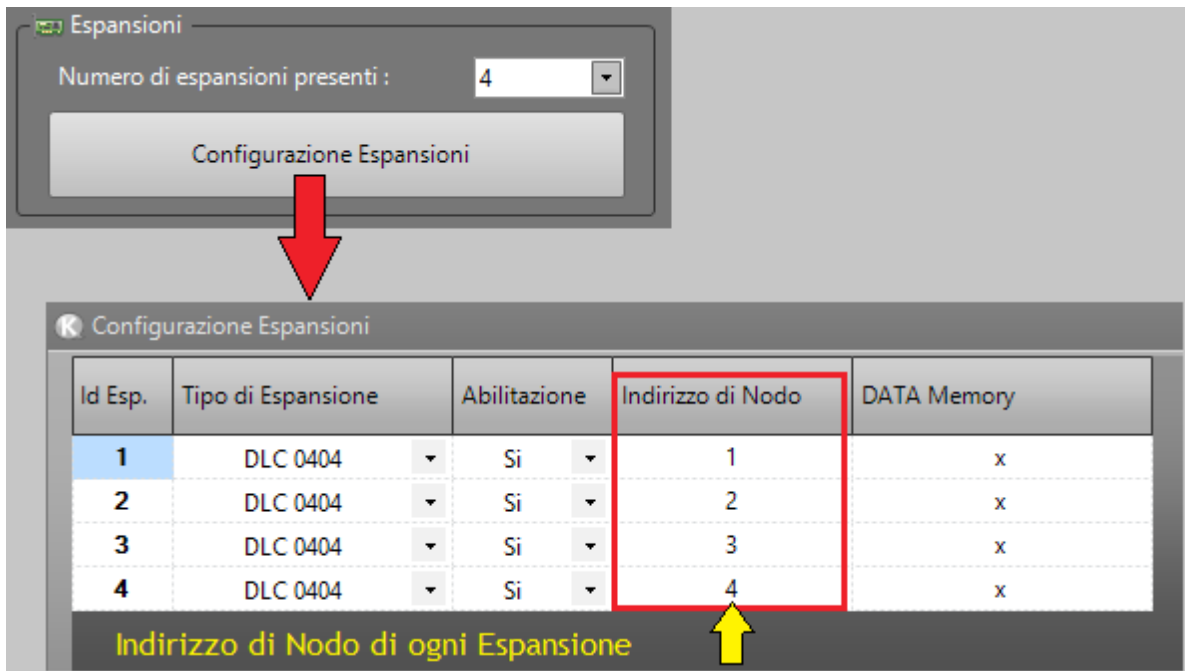 Espansioni
Numero di espansioni presenti : 4
Configurazione Espansioni
K Configurazione Espansioni
Id Esp. Tipo di Espansione Abilitazione Indirizzo di Nodo DATA Memory
1 DLC 0404 Si 1 x
2 DLC 0404 Si 2 x
3 DLC 0404 Si 3 x
4 DLC 0404 Si 4 x
Indirizzo di Nodo di ogni Espansione